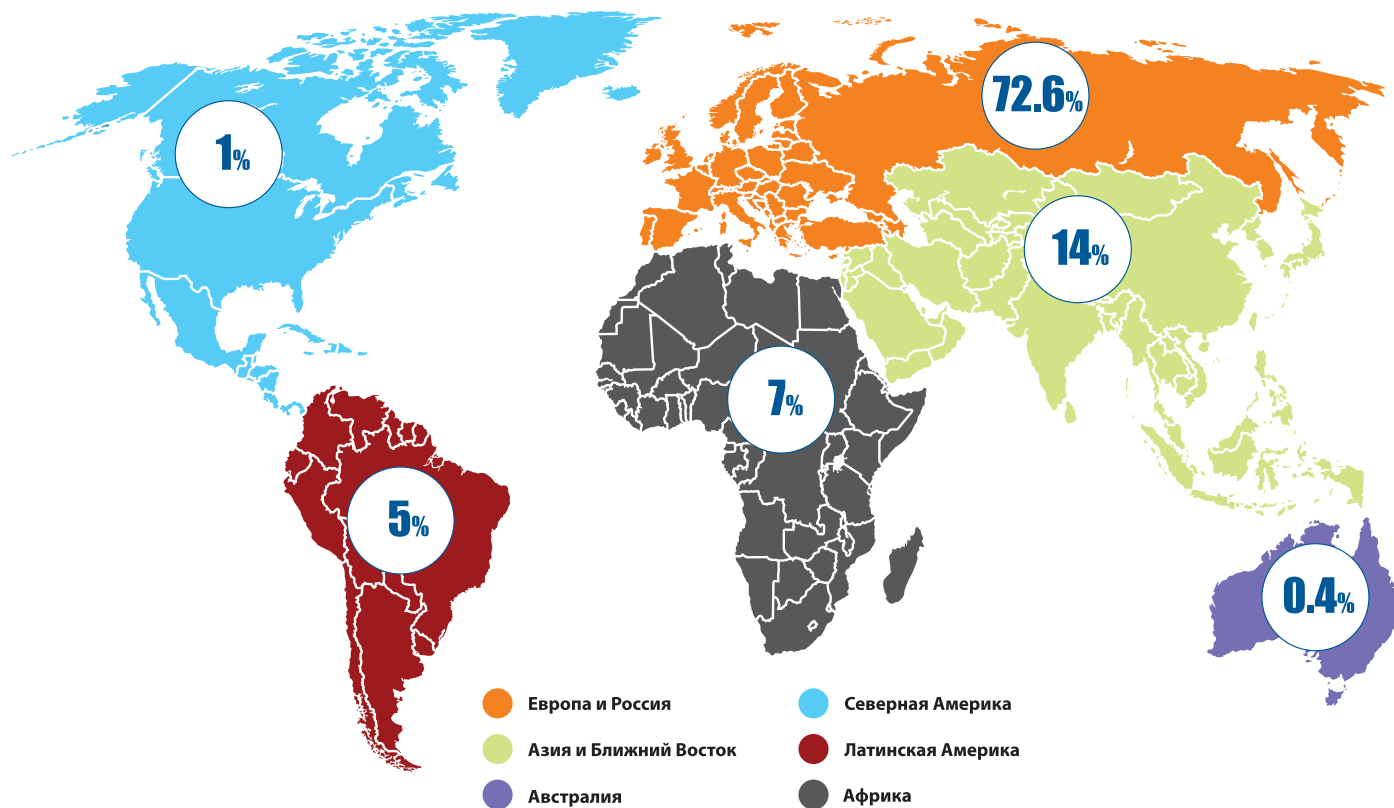 72.6%
1%
14%
7%
5%
0.4%
Европа и Россия
Северная Америка
Азия и Ближний Восток
Латинская Америка
Австралия
Африка